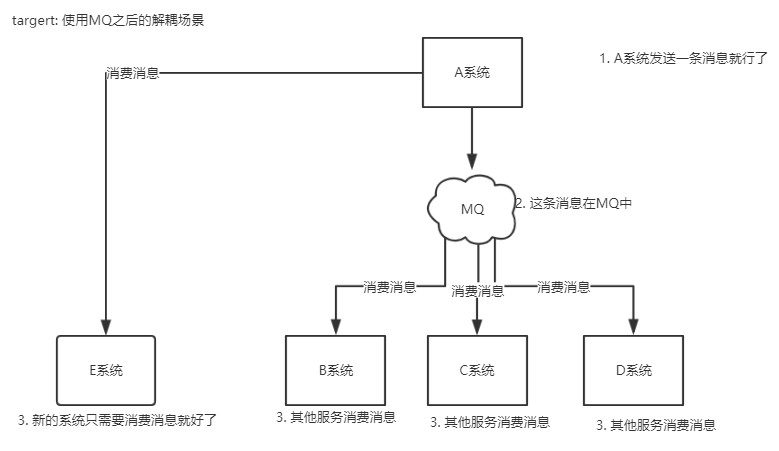 targert: 使用MQ之后的解耦场景
1. A系统发送一条消息就行了
消费消息
A系统
MQ
2. 这条消息在MQ中
消费消息
消费消息
消费消息
E系统
B系统
C系统
D系统
3. 新的系统只需要消费消息就好了
3. 其他服务消费消息
3. 其他服务消费消息
3. 其他服务消费消息